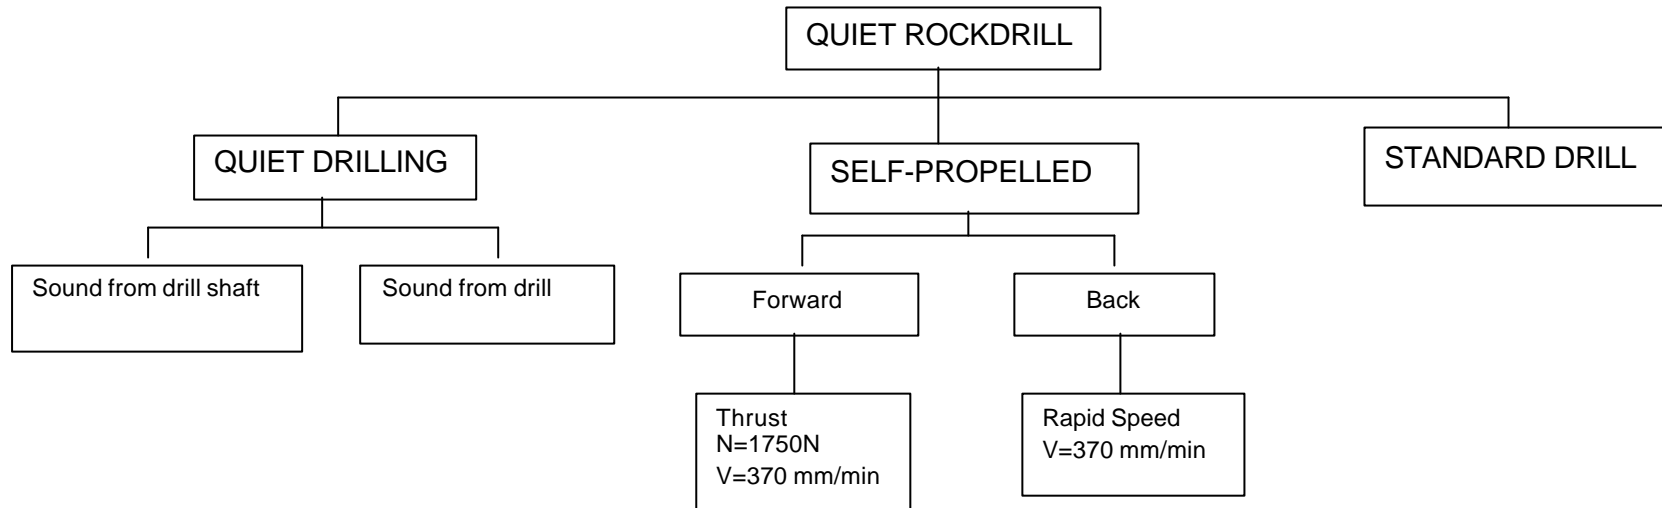 QUIET ROCKDRILL
QUIET DRILLING
SELF-PROPELLED
STANDARD DRILL
Sound from drill shaft
Sound from drill
Forward
Back
Thrust
N=1750N
V=370 mm/min
Rapid Speed
V=370 mm/min